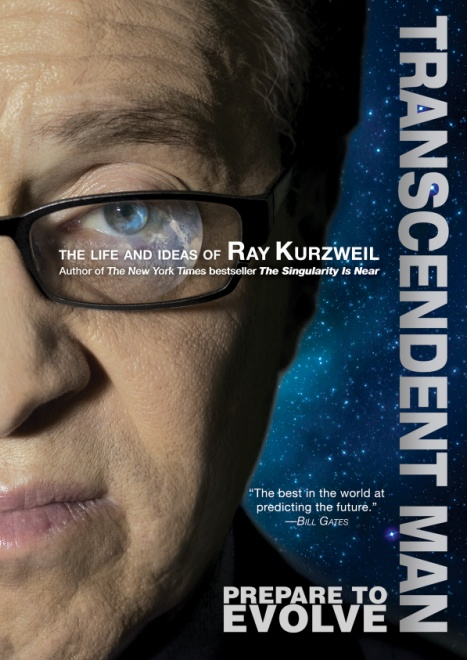 TRANSCENDENT MAN
THE LIFE AND IDEAS OF RAY KURZWEIL
Author of The New York Times bestseller The Singularity Is Near
“The best in the world at
predicting the future.”
—BILL GATES
PREPARE TO
EVOLVE